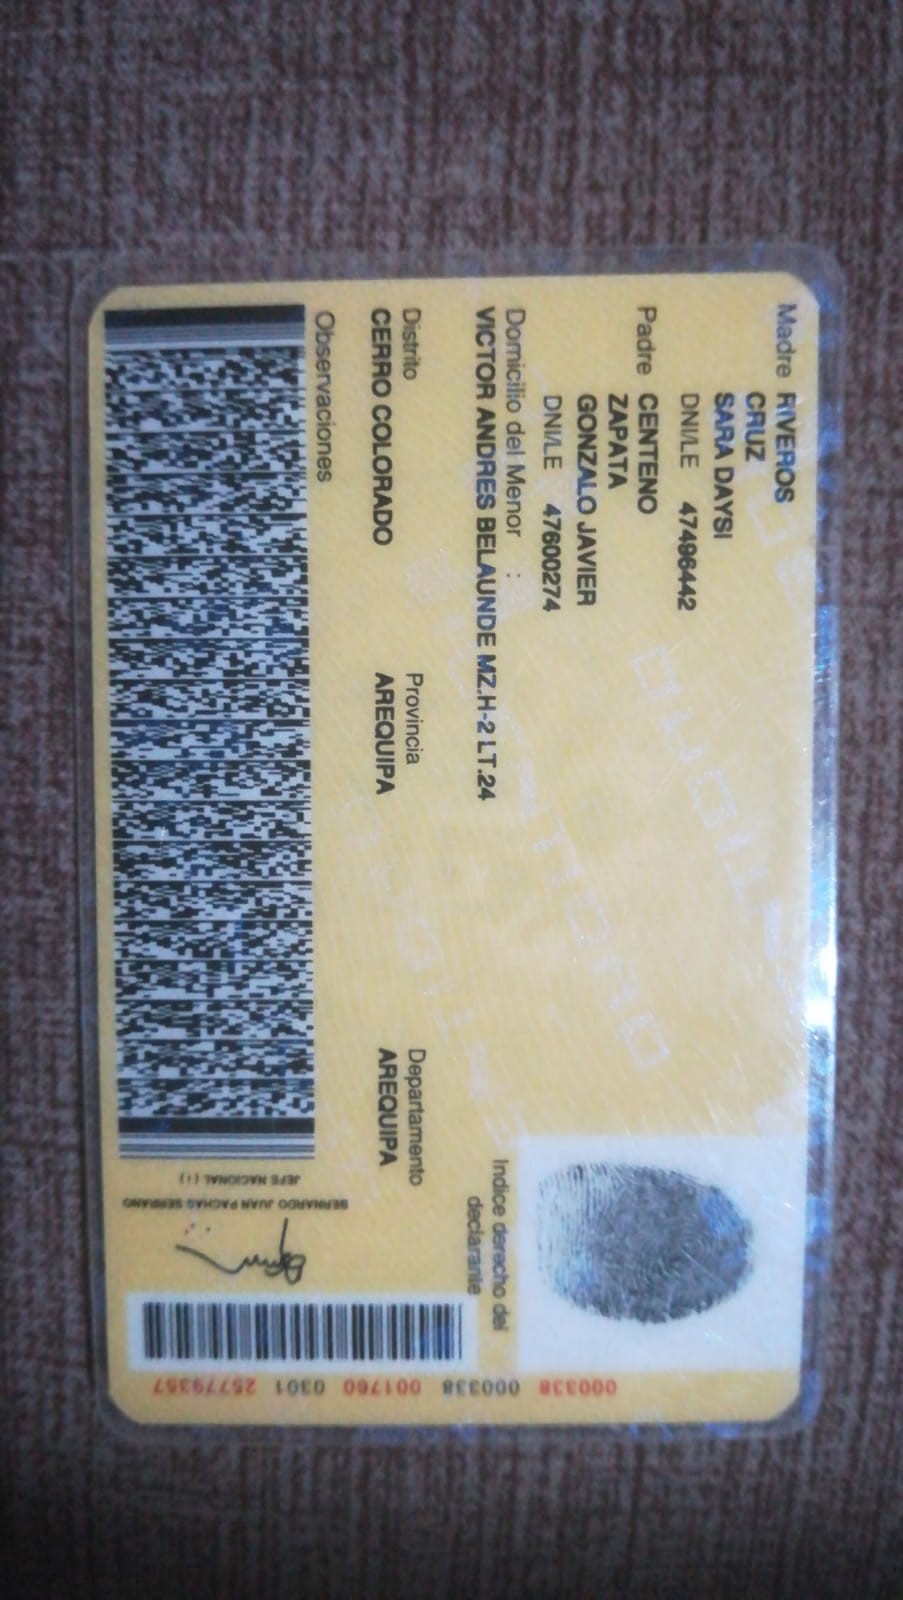 Madre RIVEROS
CRUZ
SARA DAYSI
DNI/LE 47496442
Padre CENTENO
ZAPATA
GONZALO JAVIER
DNI/LE 47600274
Domicilio del Menor :
VICTOR ANDRES BELAUNDE MZ.H-2 LT.24
Distrito Provincia Departamento
CERRO COLORADO AREQUIPA AREQUIPA
Observaciones
Indice derecho del
declarante
BERNARDO JUAN PACHAS SERRANO
JEFE NACIONAL (i)
000338 000338 001760 0301 25779357